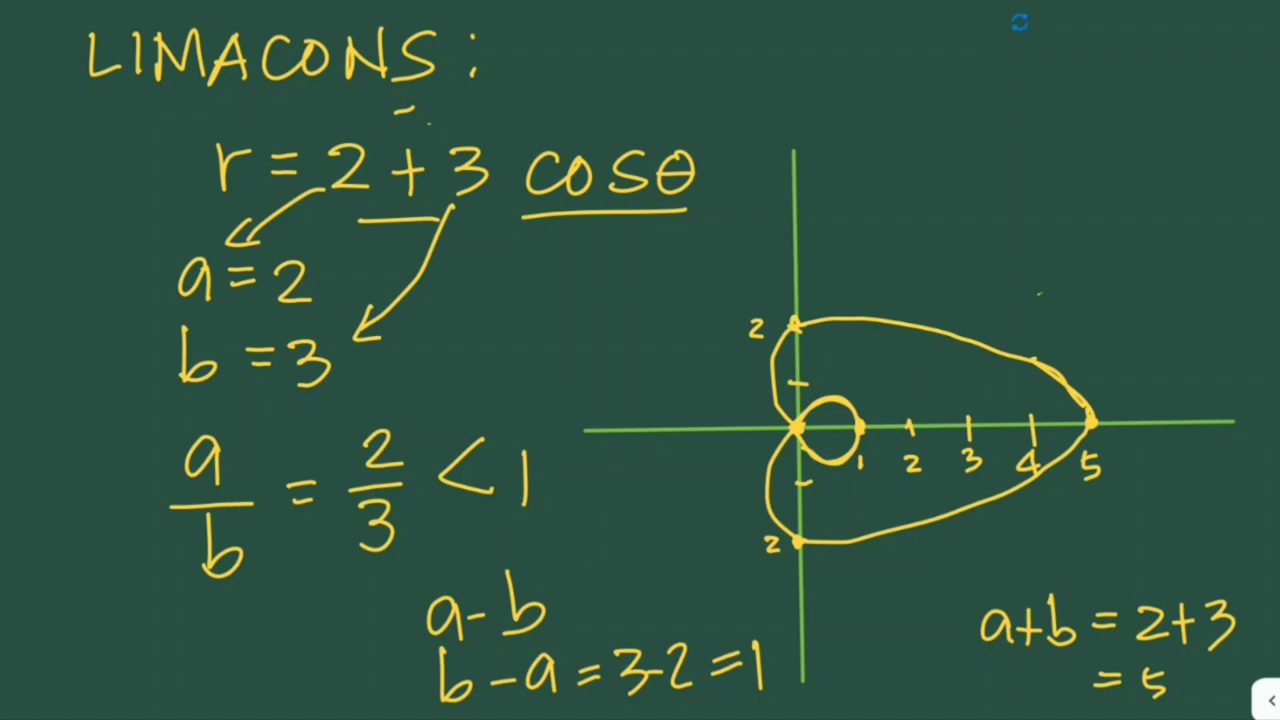 LIMACONS :
r = 2 + 3 cosθ
a = 2
b = 3
a/b = 2/3 < 1
a - b
b - a = 3-2 = 1
2
1 2 3 4 5
2
a+b = 2+3
= 5